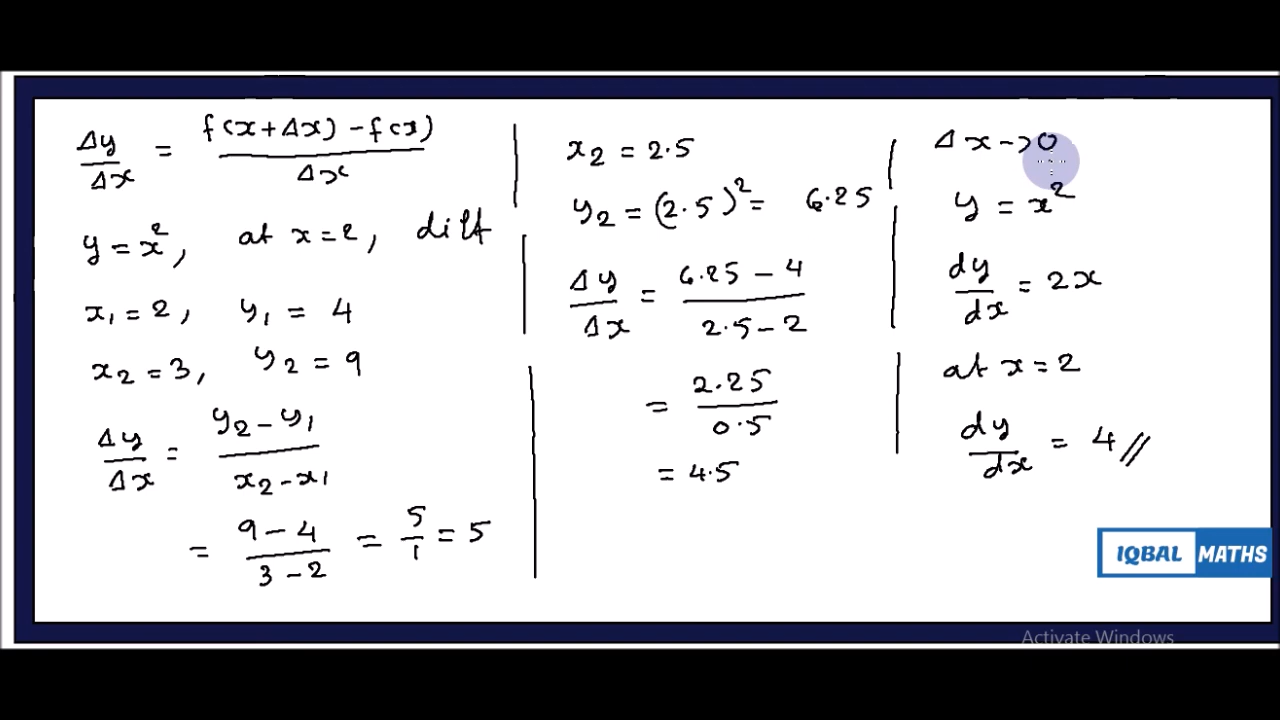 Δy/Δx = f(x+Δx) - f(x)/Δx
y = x², at x = 2, diff
x₁ = 2, y₁ = 4
x₂ = 3, y₂ = 9
Δy/Δx = y₂ - y₁/x₂ - x₁
= 9 - 4/3 - 2 = 5/1 = 5
x₂ = 2.5
y₂ = (2.5)² = 6.25
Δy/Δx = 6.25 - 4/2.5 - 2
= 2.25/0.5
= 4.5
Δx → 0
y = x²
dy/dx = 2x
at x = 2
dy/dx = 4 //
IQBAL MATHS
Activate Windows